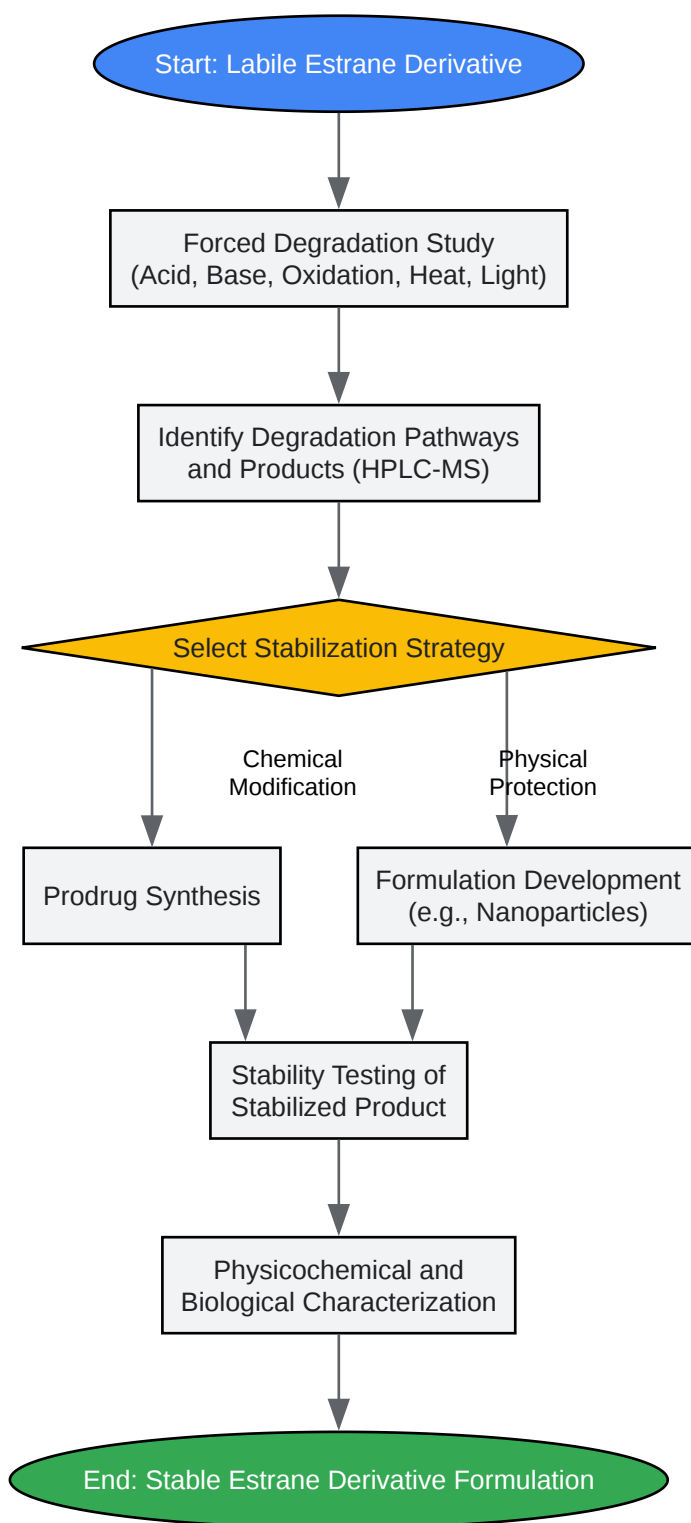 Start: Labile Estrane Derivative
Forced Degradation Study
(Acid, Base, Oxidation, Heat, Light)
Identify Degradation Pathways
and Products (HPLC-MS)
Select Stabilization Strategy
Chemical
Modification
Physical
Protection
Prodrug Synthesis
Formulation Development
(e.g., Nanoparticles)
Stability Testing of
Stabilized Product
Physicochemical and
Biological Characterization
End: Stable Estrane Derivative Formulation